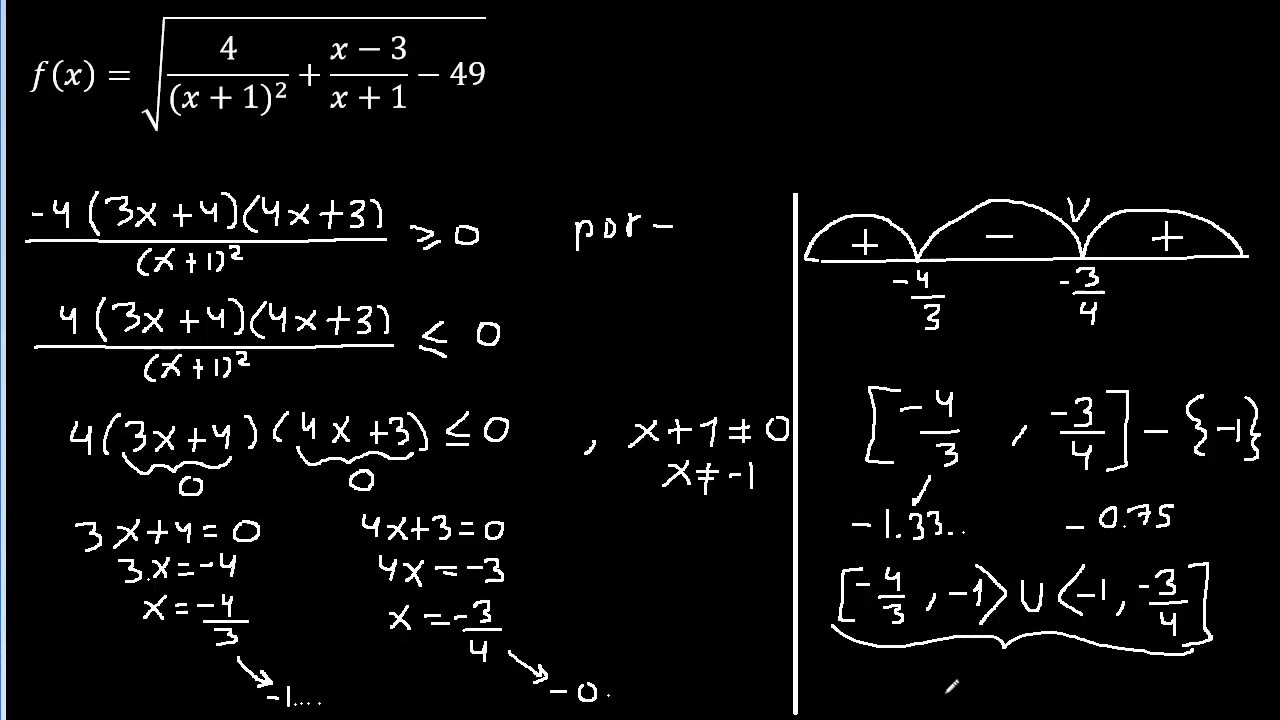 f(x) = √(4/(x + 1)² + (x − 3)/(x + 1) − 49)
-4(3x+4)(4x+3)/(x+1)² ≥ 0 por -
4(3x+4)(4x+3)/(x+1)² ≤ 0
4(3x+4)(4x+3) ≤ 0 , x+1≠0
0 0 x≠-1
3x+4=0 4x+3=0
3.x=-4 4x=-3
x=-4/3 x=-3/4
-1.... -0.
+ - V +
-4/3 -3/4
[-4/3 , -3/4] - {-1}
-1.33.. -0.75
[-4/3, -1> ∪ <-1, -3/4]